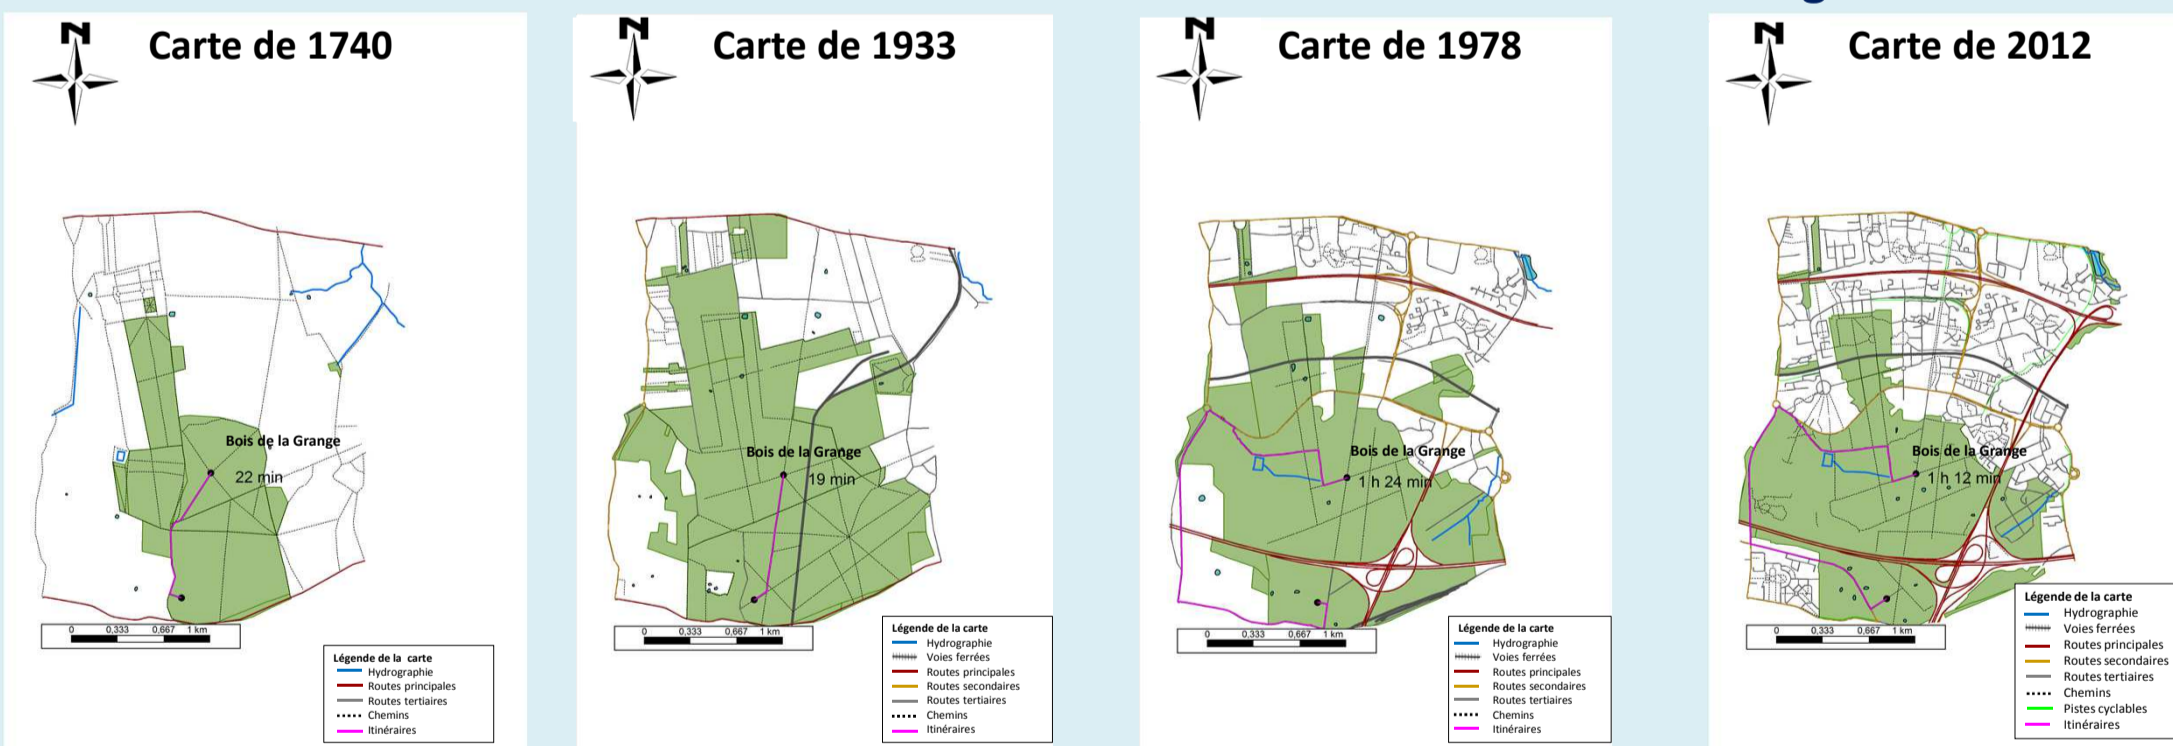 N
Carte de 1740
Bois de la Grange
22 min
0 0,333 0,667 1 km
Légende de la carte
Hydrographie
Routes principales
Routes tertiaires
Chemins
Itinéraires
N
Carte de 1933
Bois de la Grange
19 min
0 0,333 0,667 1 km
Légende de la carte
Hydrographie
Voies ferrées
Routes principales
Routes secondaires
Routes tertiaires
Chemins
Itinéraires
N
Carte de 1978
Bois de la Grange
1 h 24 min
0 0,333 0,667 1 km
Légende de la carte
Hydrographie
Voies ferrées
Routes principales
Routes secondaires
Routes tertiaires
Chemins
Itinéraires
N
Carte de 2012
Bois de la Grange
1 h 12 min
0 0,333 0,667 1 km
Légende de la carte
Hydrographie
Voies ferrées
Routes principales
Routes secondaires
Routes tertiaires
Chemins
Pistes cyclables
Itinéraires